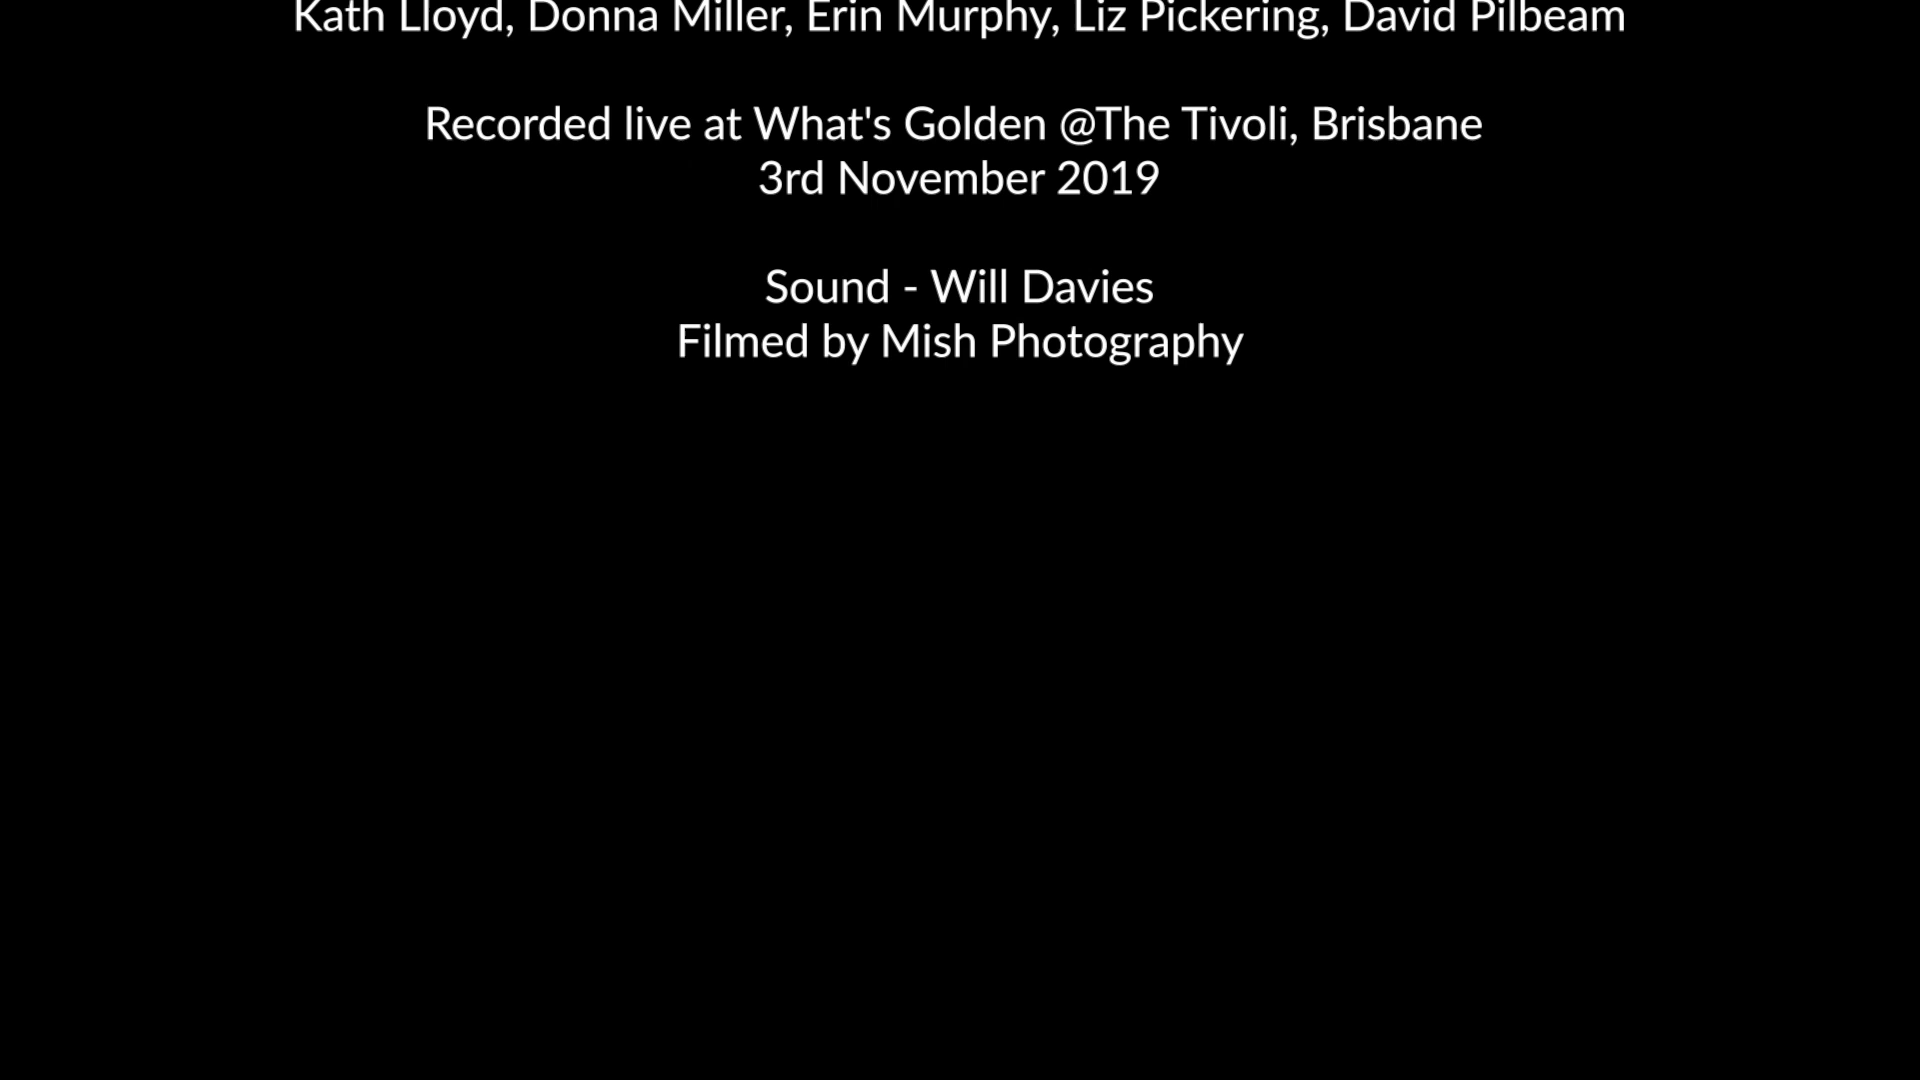 Kath Lloyd, Donna Miller, Erin Murphy, Liz Pickering, David Pilbeam
Recorded live at What's Golden @The Tivoli, Brisbane
3rd November 2019
Sound - Will Davies
Filmed by Mish Photography